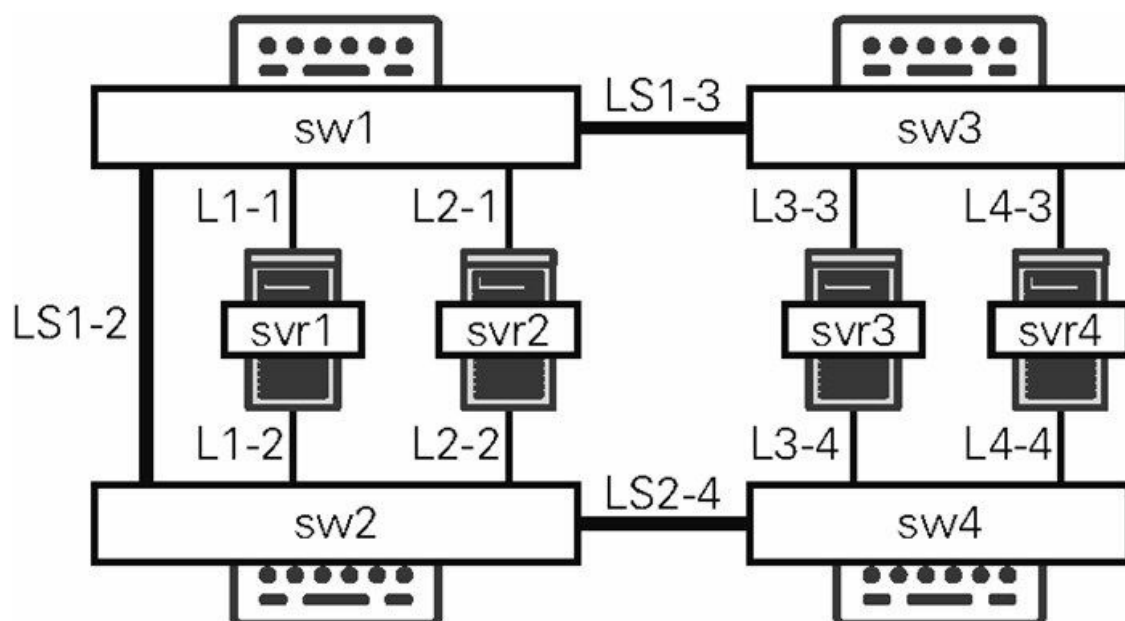 LS1-3
sw1
sw3
L1-1
L2-1
L3-3
L4-3
LS1-2
svr1
svr2
svr3
svr4
L1-2
L2-2
L3-4
L4-4
LS2-4
sw2
sw4